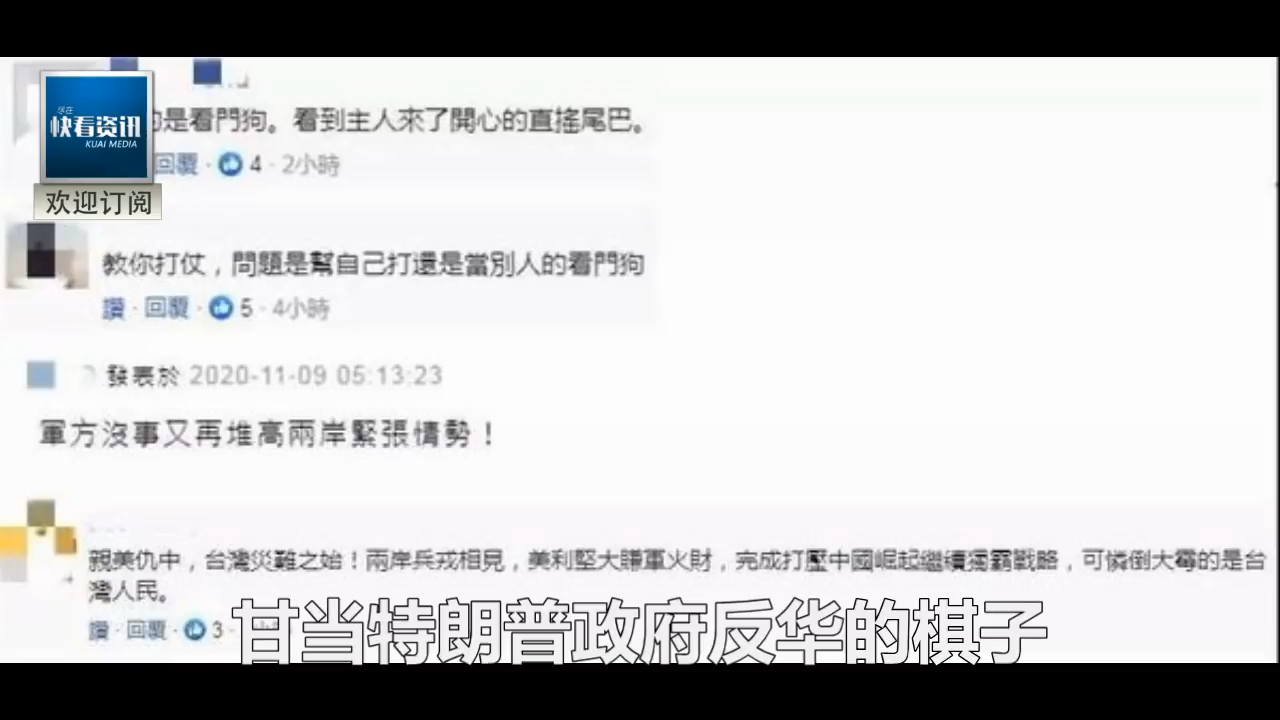 尽在
快看资讯
KUAI MEDIA
欢迎订阅
的是看門狗。看到主人來了開心的直搖尾巴。
回覆 · 4 · 2小時
教你打仗，問題是幫自己打還是當別人的看門狗
讚 · 回覆 · 5 · 4小時
發表於 2020-11-09 05:13:23
軍方沒事又再堆高兩岸緊張情勢！
親美仇中，台灣災難之始！兩岸兵戎相見，美利堅大賺軍火財，完成打壓中國崛起繼續獨霸戰略，可憐倒大霉的是台
灣人民。
讚 · 回覆 · 3 ·
甘当特朗普政府反华的棋子